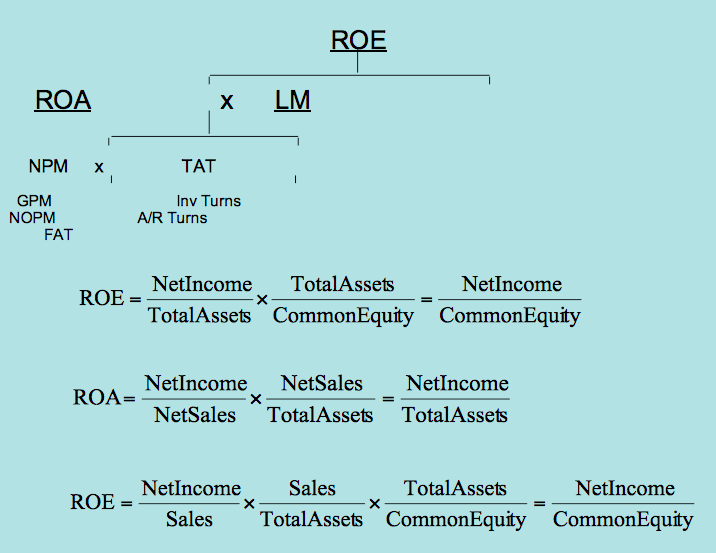 ROE
ROA x LM
NPM x TAT
GPM Inv Turns
NOPM A/R Turns
FAT
ROE = NetIncome/TotalAssets × TotalAssets/CommonEquity = NetIncome/CommonEquity
ROA= NetIncome/NetSales × NetSales/TotalAssets = NetIncome/TotalAssets
ROE = NetIncome/Sales × Sales/TotalAssets × TotalAssets/CommonEquity = NetIncome/CommonEquity